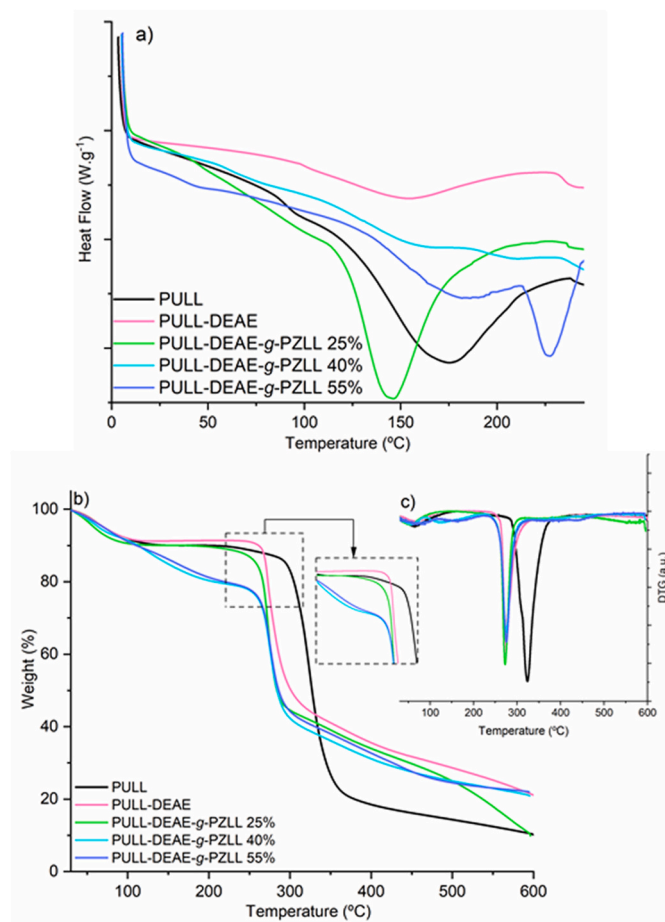 a)
Heat Flow (W.g-1)
PULL
PULL-DEAE
PULL-DEAE-g-PZLL 25%
PULL-DEAE-g-PZLL 40%
PULL-DEAE-g-PZLL 55%
0 50 100 150 200
Temperature (ºC)
b)
c)
100
80
60
40
20
0
Weight (%)
DTG (a.u.)
100 200 300 400 500 600
Temperature (ºC)
PULL
PULL-DEAE
PULL-DEAE-g-PZLL 25%
PULL-DEAE-g-PZLL 40%
PULL-DEAE-g-PZLL 55%
100 200 300 400 500 600
Temperature (ºC)